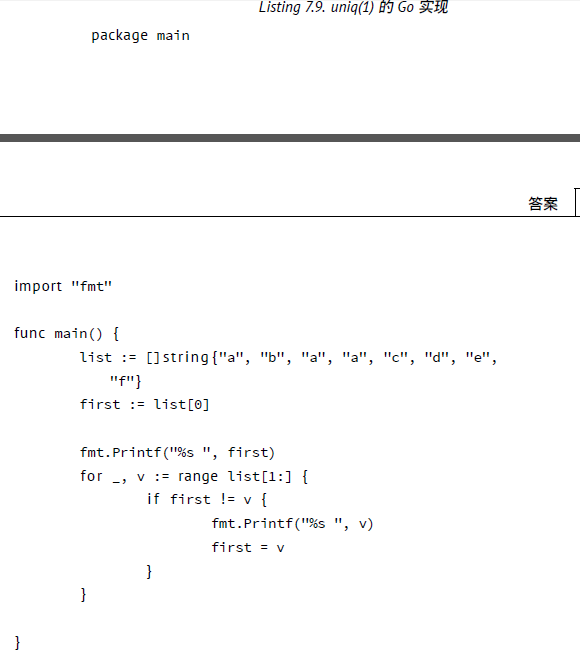 Listing 7.9. uniq(1) 的 Go 实现
package main
答案
import "fmt"
func main() {
list := []string{"a", "b", "a", "a", "c", "d", "e",
"f"}
first := list[0]
fmt.Printf("%s ", first)
for _, v := range list[1:] {
if first != v {
fmt.Printf("%s ", v)
first = v
}
}
}